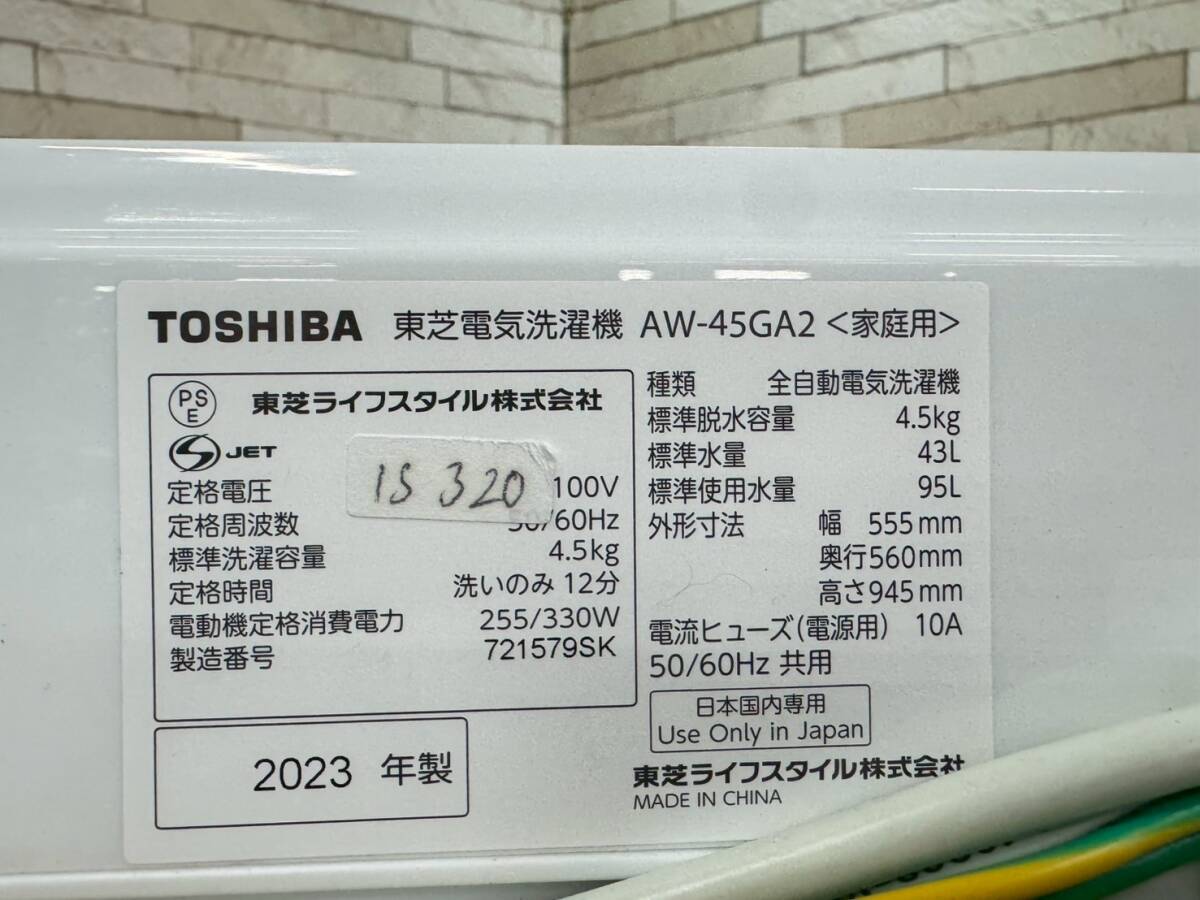 TOSHIBA 東芝電気洗濯機 AW-45GA2 <家庭用>
PS
E
東芝ライフスタイル株式会社
S JET
IS 320
定格電圧 100V
定格周波数 50/60Hz
標準洗濯容量 4.5kg
定格時間 洗いのみ 12分
電動機定格消費電力 255/330W
製造番号 721579SK
2023 年製
種類 全自動電気洗濯機
標準脱水容量 4.5kg
標準水量 43L
標準使用水量 95L
外形寸法 幅 555mm
奥行560mm
高さ945mm
電流ヒューズ(電源用) 10A
50/60Hz 共用
日本国内専用
Use Only in Japan
東芝ライフスタイル株式会社
MADE IN CHINA